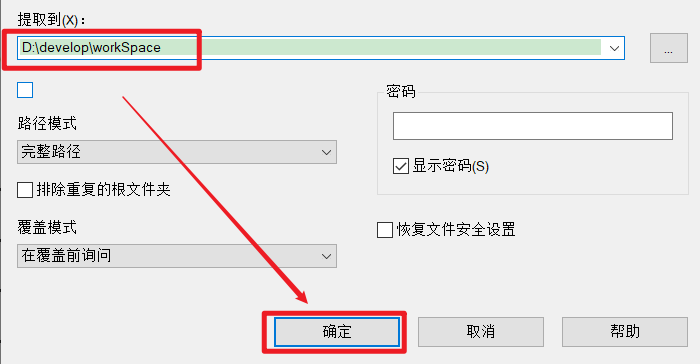 提取到(X)：
D:\develop\workSpace
...
密码
路径模式
完整路径
显示密码(S)
排除重复的根文件夹
覆盖模式
恢复文件安全设置
在覆盖前询问
确定
取消
帮助